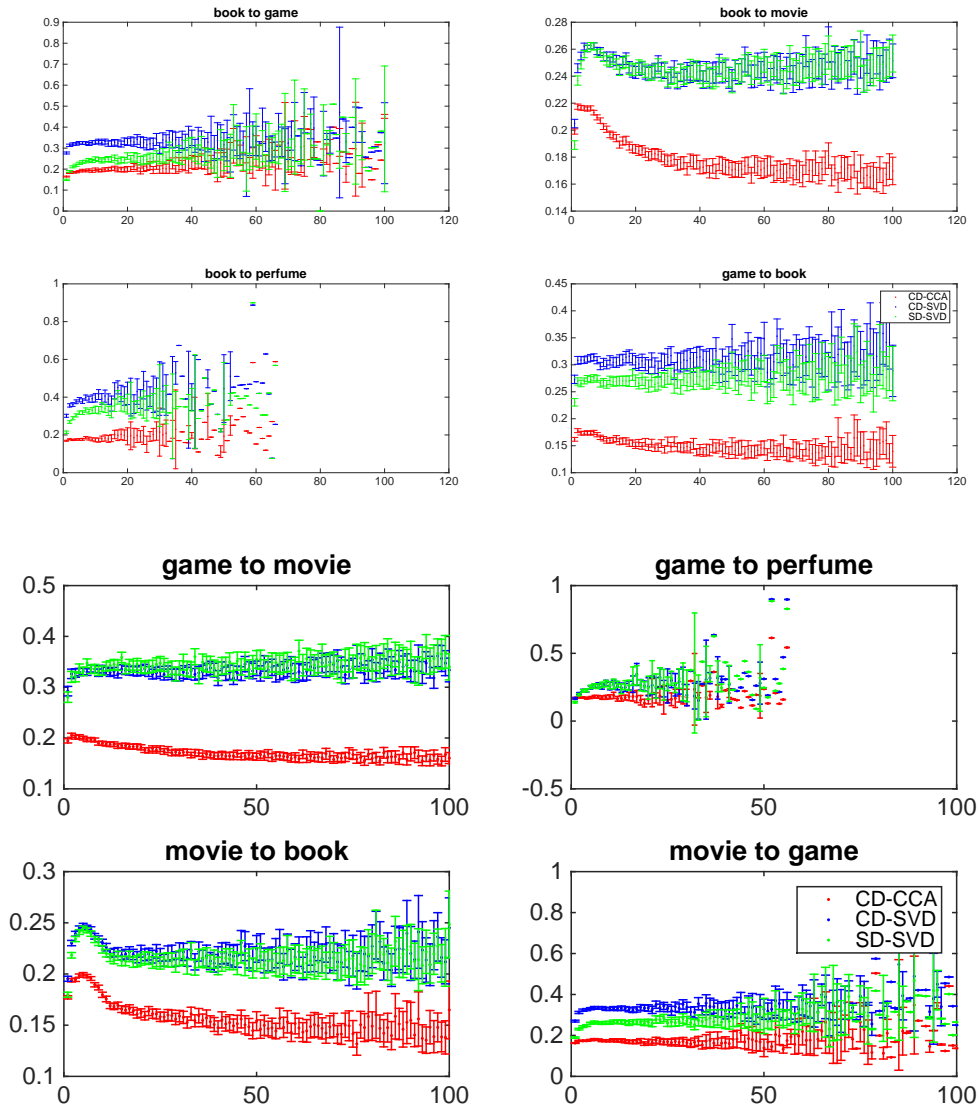 book to game
0.9
0.8
0.7
0.6
0.5
0.4
0.3
0.2
0.1
0
0 20 40 60 80 100 120
book to movie
0.28
0.26
0.24
0.22
0.2
0.18
0.16
0.14
0 20 40 60 80 100 120
book to perfume
1
0.8
0.6
0.4
0.2
0
0 20 40 60 80 100 120
game to book
0.45
0.4
0.35
0.3
0.25
0.2
0.15
0.1
0 20 40 60 80 100 120
CD-CCA
CD-SVD
SD-SVD
game to movie
0.5
0.4
0.3
0.2
0.1
0 50 100
game to perfume
1
0.5
0
-0.5
0 50 100
movie to book
0.3
0.25
0.2
0.15
0.1
0 50 100
movie to game
1
0.8
0.6
0.4
0.2
0
0 50 100
CD-CCA
CD-SVD
SD-SVD